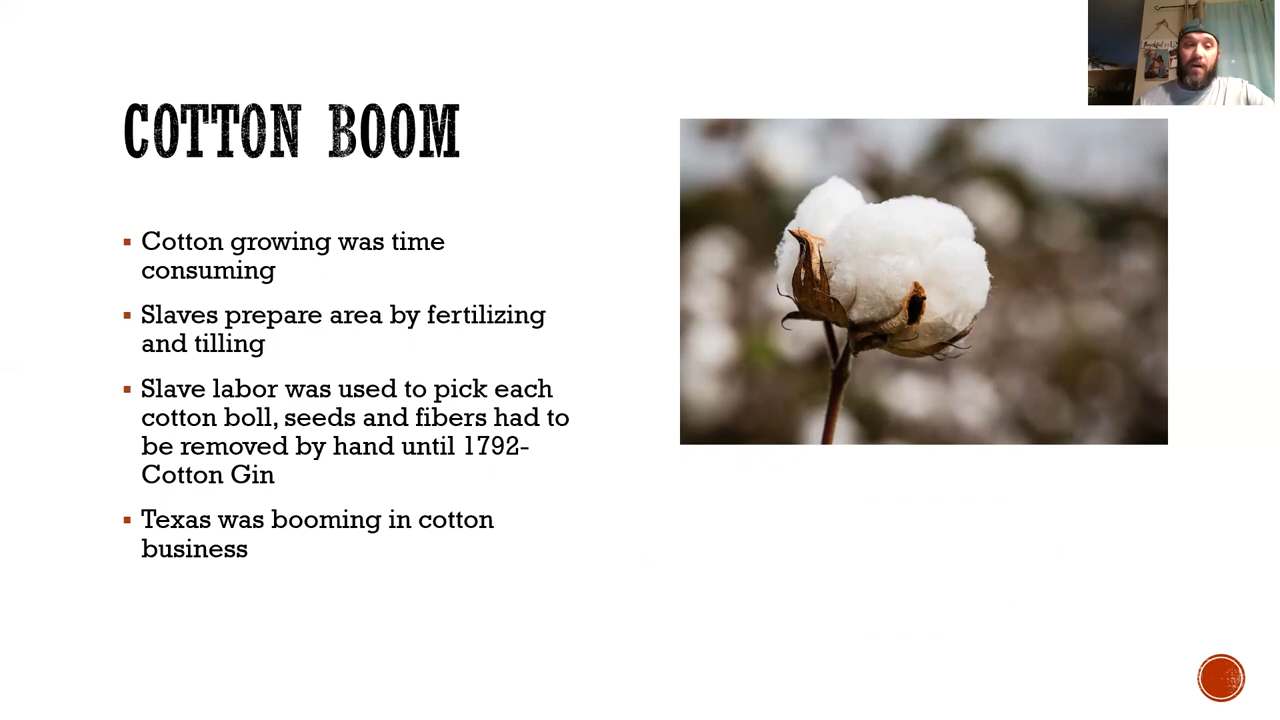 COTTON BOOM
Cotton growing was time
consuming
Slaves prepare area by fertilizing
and tilling
Slave labor was used to pick each
cotton boll, seeds and fibers had to
be removed by hand until 1792-
Cotton Gin
Texas was booming in cotton
business